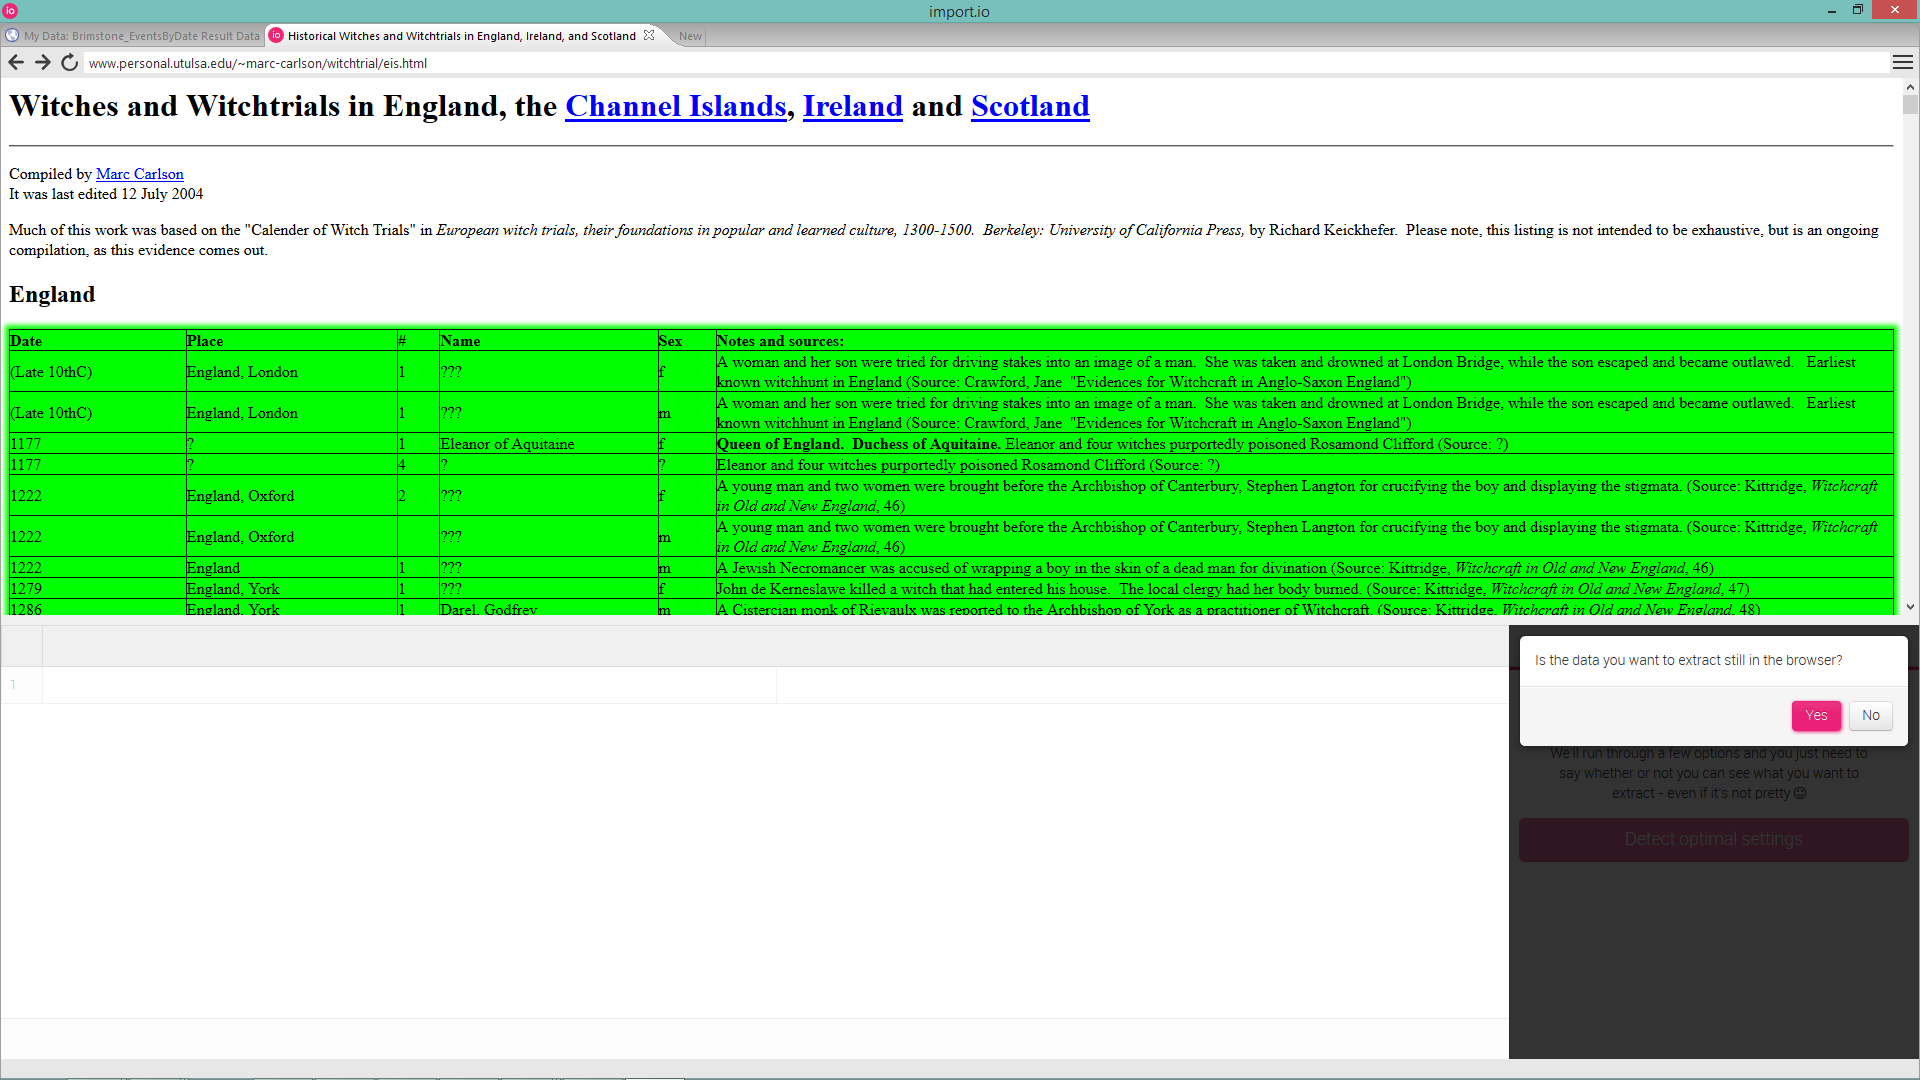 io
import.io
My Data: Brimstone_EventsByDate Result Data
io
Historical Witches and Witchtrials in England, Ireland, and Scotland
New
www.personal.utulsa.edu/~marc-carlson/witchtrial/eis.html
Witches and Witchtrials in England, the Channel Islands, Ireland and Scotland
Compiled by Marc Carlson
It was last edited 12 July 2004
Much of this work was based on the "Calender of Witch Trials" in European witch trials, their foundations in popular and learned culture, 1300-1500.  Berkeley: University of California Press, by Richard Keickhefer.  Please note, this listing is not intended to be exhaustive, but is an ongoing
compilation, as this evidence comes out.
England
Date Place # Name Sex Notes and sources:
(Late 10thC) England, London 1 ??? f A woman and her son were tried for driving stakes into an image of a man.  She was taken and drowned at London Bridge, while the son escaped and became outlawed.   Earliest
known witchhunt in England (Source: Crawford, Jane  "Evidences for Witchcraft in Anglo-Saxon England")
(Late 10thC) England, London 1 ??? m A woman and her son were tried for driving stakes into an image of a man.  She was taken and drowned at London Bridge, while the son escaped and became outlawed.   Earliest
known witchhunt in England (Source: Crawford, Jane  "Evidences for Witchcraft in Anglo-Saxon England")
1177 ? 1 Eleanor of Aquitaine f Queen of England.  Duchess of Aquitaine. Eleanor and four witches purportedly poisoned Rosamond Clifford (Source: ?)
1177 ? 4 ? ? Eleanor and four witches purportedly poisoned Rosamond Clifford (Source: ?)
1222 England, Oxford 2 ??? f A young man and two women were brought before the Archbishop of Canterbury, Stephen Langton for crucifying the boy and displaying the stigmata. (Source: Kittridge, Witchcraft
in Old and New England, 46)
1222 England, Oxford ??? m A young man and two women were brought before the Archbishop of Canterbury, Stephen Langton for crucifying the boy and displaying the stigmata. (Source: Kittridge, Witchcraft
in Old and New England, 46)
1222 England 1 ??? m A Jewish Necromancer was accused of wrapping a boy in the skin of a dead man for divination (Source: Kittridge, Witchcraft in Old and New England, 46)
1279 England, York 1 ??? f John de Kerneslawe killed a witch that had entered his house.  The local clergy had her body burned. (Source: Kittridge, Witchcraft in Old and New England, 47)
1286 England, York 1 Darel, Godfrey m A Cistercian monk of Rievaulx was reported to the Archbishop of York as a practitioner of Witchcraft. (Source: Kittridge, Witchcraft in Old and New England, 48)
1
Is the data you want to extract still in the browser?
Yes No
We'll run through a few options and you just need to
say whether or not you can see what you want to
extract - even if it's not pretty
Detect optimal settings